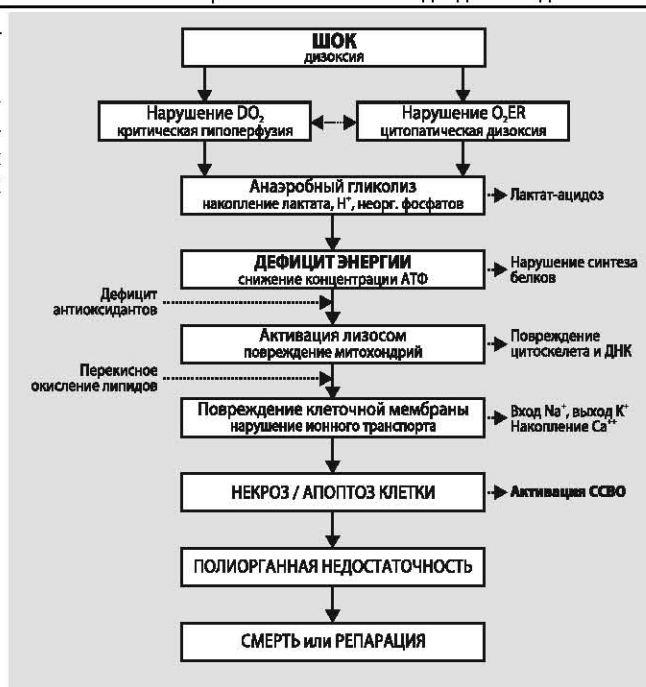 ШОК
дизоксия
Нарушение DO₂
критическая гипоперфузия
Нарушение O₂ER
цитопатическая дизоксия
Анаэробный гликолиз
накопление лактата, H⁺, неорг. фосфатов
Лактат-ацидоз
ДЕФИЦИТ ЭНЕРГИИ
снижение концентрации АТФ
Нарушение синтеза
белков
Дефицит
антиоксидантов
Активация лизосом
повреждение митохондрий
Повреждение
цитоскелета и ДНК
Перекисное
окисление липидов
Повреждение клеточной мембраны
нарушение ионного транспорта
Вход Na⁺, выход K⁺
Накопление Ca⁺⁺
НЕКРОЗ / АПОПТОЗ КЛЕТКИ
Активация ССВО
ПОЛИОРГАННАЯ НЕДОСТАТОЧНОСТЬ
СМЕРТЬ или РЕПАРАЦИЯ